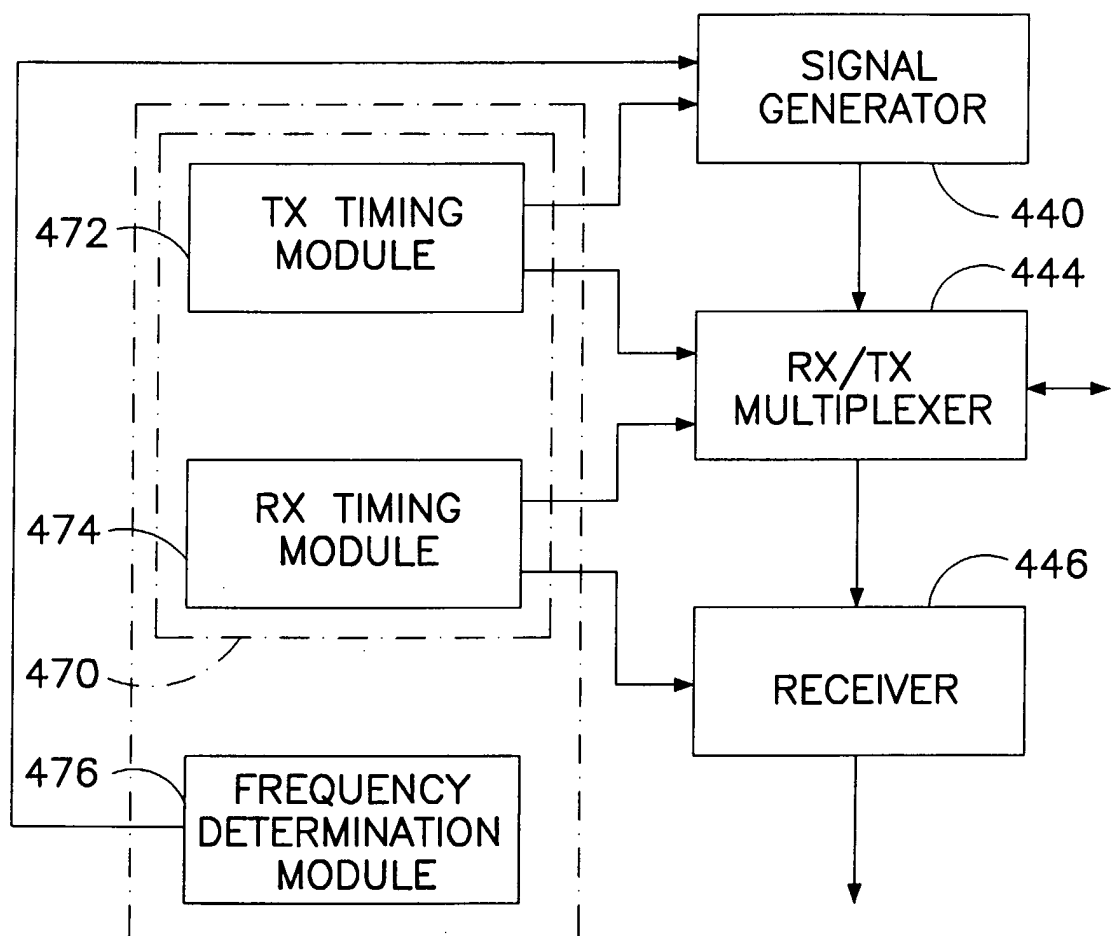 SIGNAL
GENERATOR
440
TX TIMING
MODULE
472
444
RX/TX
MULTIPLEXER
RX TIMING
MODULE
474
446
RECEIVER
470
476
FREQUENCY
DETERMINATION
MODULE